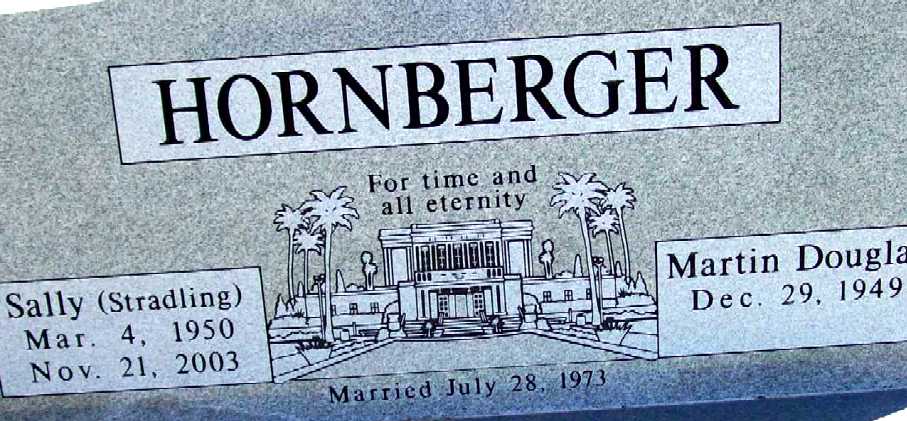 HORNBERGER
For time and
all eternity
Sally (Stradling)
Mar. 4, 1950
Nov. 21, 2003
Martin Dougla
Dec. 29, 1949
Married July 28, 1973